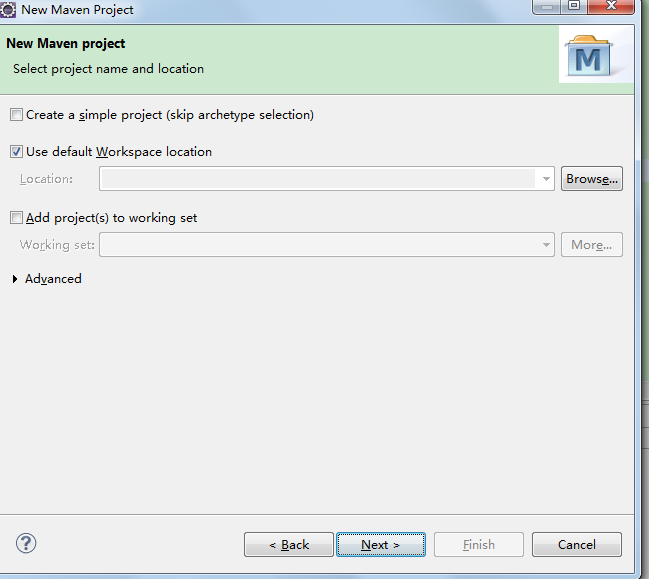 New Maven Project
New Maven project
Select project name and location
M
Create a simple project (skip archetype selection)
Use default Workspace location
Location:
Browse...
Add project(s) to working set
Working set:
More...
Advanced
?
< Back
Next >
Finish
Cancel